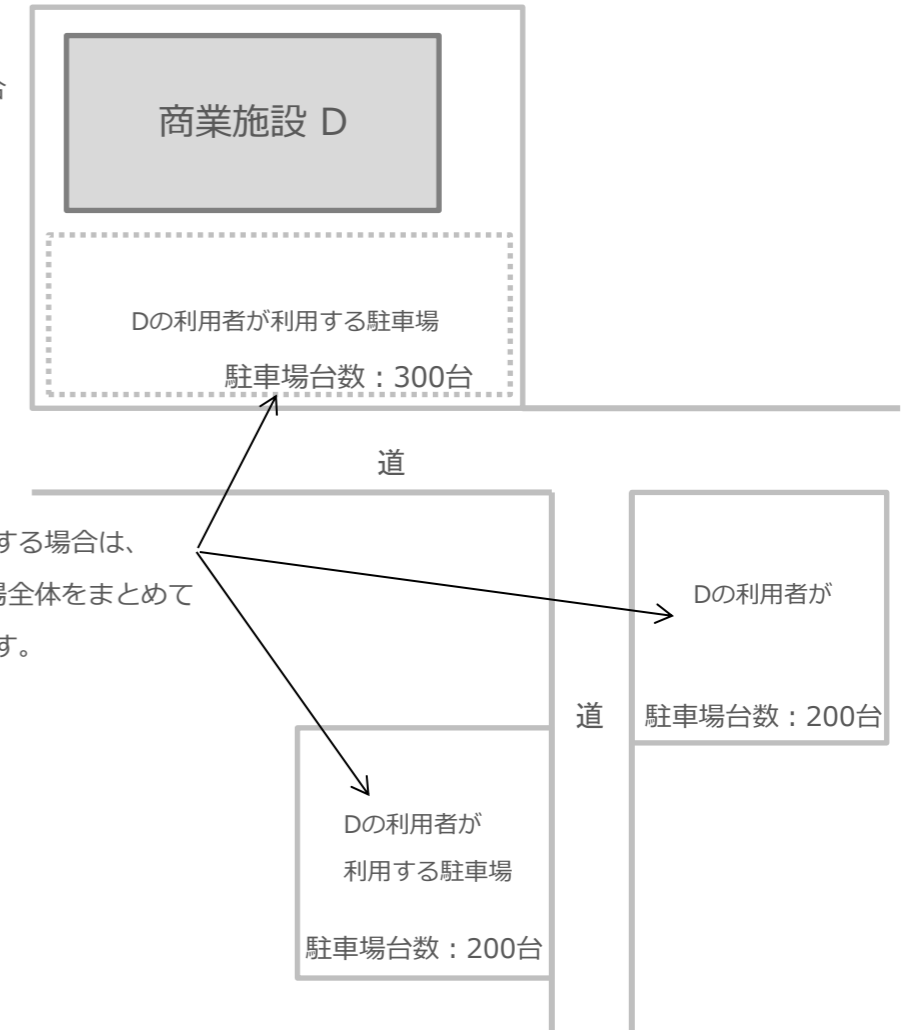 商業施設 D
Dの利用者が利用する駐車場
駐車場台数：300台
道
する場合は、
場全体をまとめて
す。
Dの利用者が
駐車場台数：200台
道
Dの利用者が
利用する駐車場
駐車場台数：200台